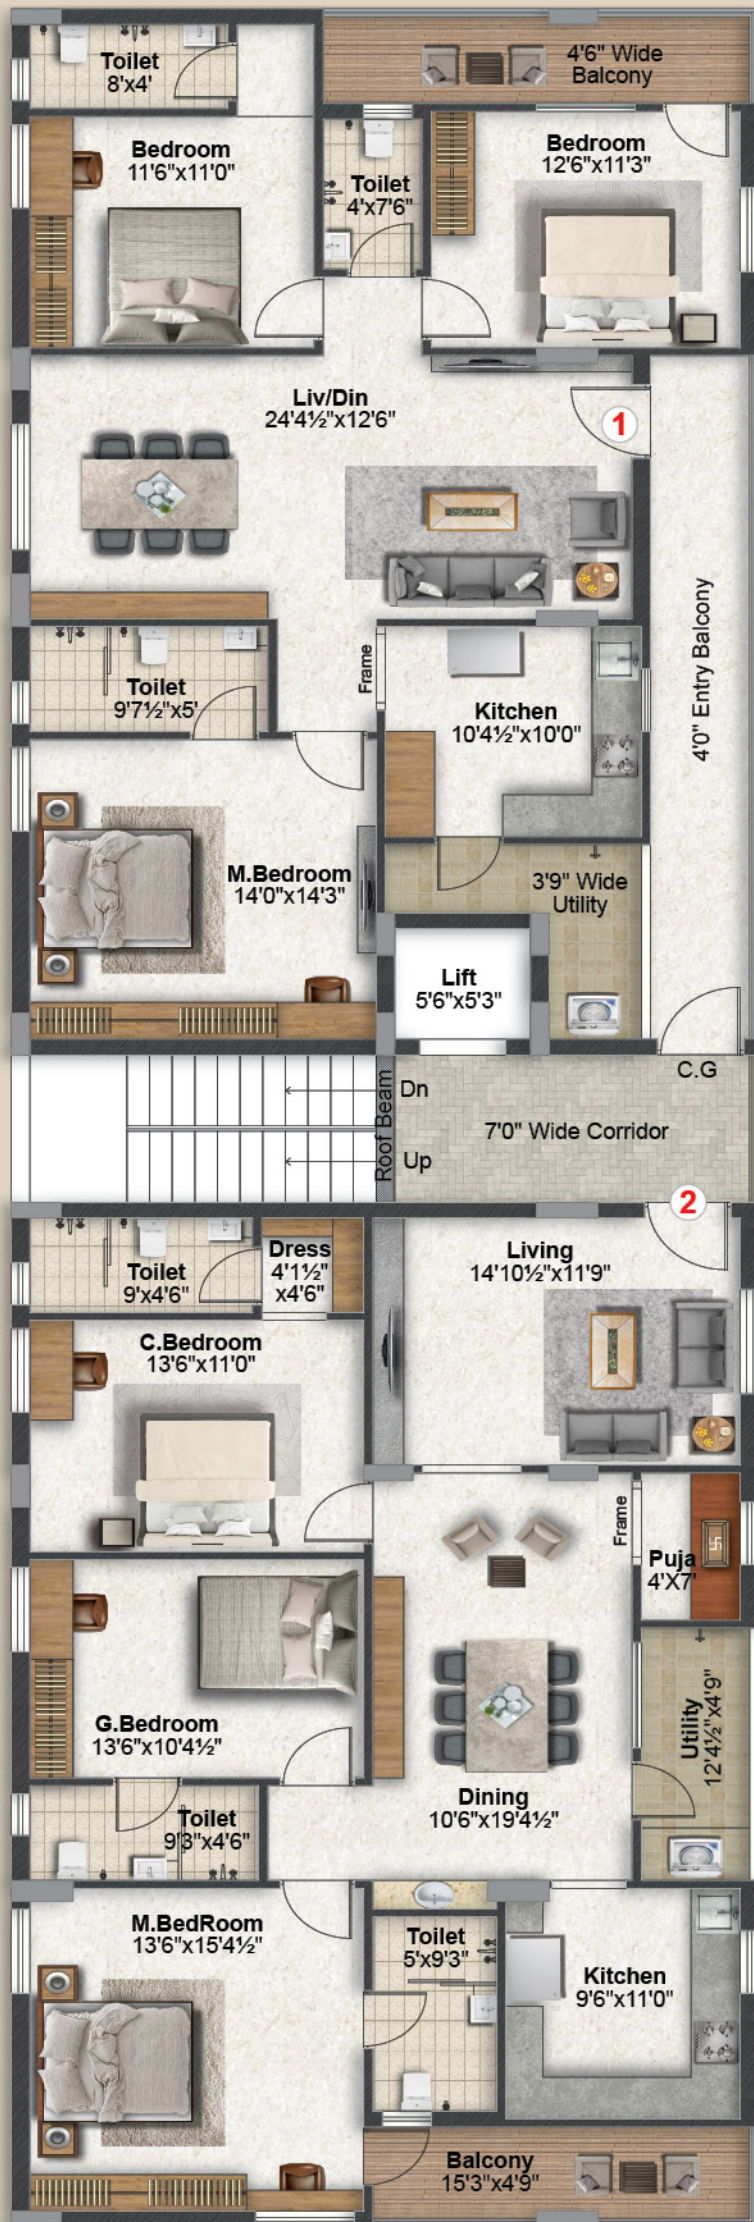 Toilet
8'x4'
4'6" Wide
Balcony
Bedroom
11'6"x11'0"
Toilet
4'x7'6"
Bedroom
12'6"x11'3"
Liv/Din
24'4½"x12'6"
1
4'0" Entry Balcony
Toilet
9'7½"x5'
Frame
Kitchen
10'4½"x10'0"
M.Bedroom
14'0"x14'3"
3'9" Wide
Utility
Lift
5'6"x5'3"
C.G
Dn
Roof Beam
7'0" Wide Corridor
Up
2
Toilet
9'x4'6"
Dress
4'1½"
x4'6"
Living
14'10½"x11'9"
C.Bedroom
13'6"x11'0"
Frame
Puja
4'X7'
G.Bedroom
13'6"x10'4½"
Utility
12'4½"x4'9"
Toilet
9'3"x4'6"
Dining
10'6"x19'4½"
M.BedRoom
13'6"x15'4½"
Toilet
5'x9'3"
Kitchen
9'6"x11'0"
Balcony
15'3"x4'9"